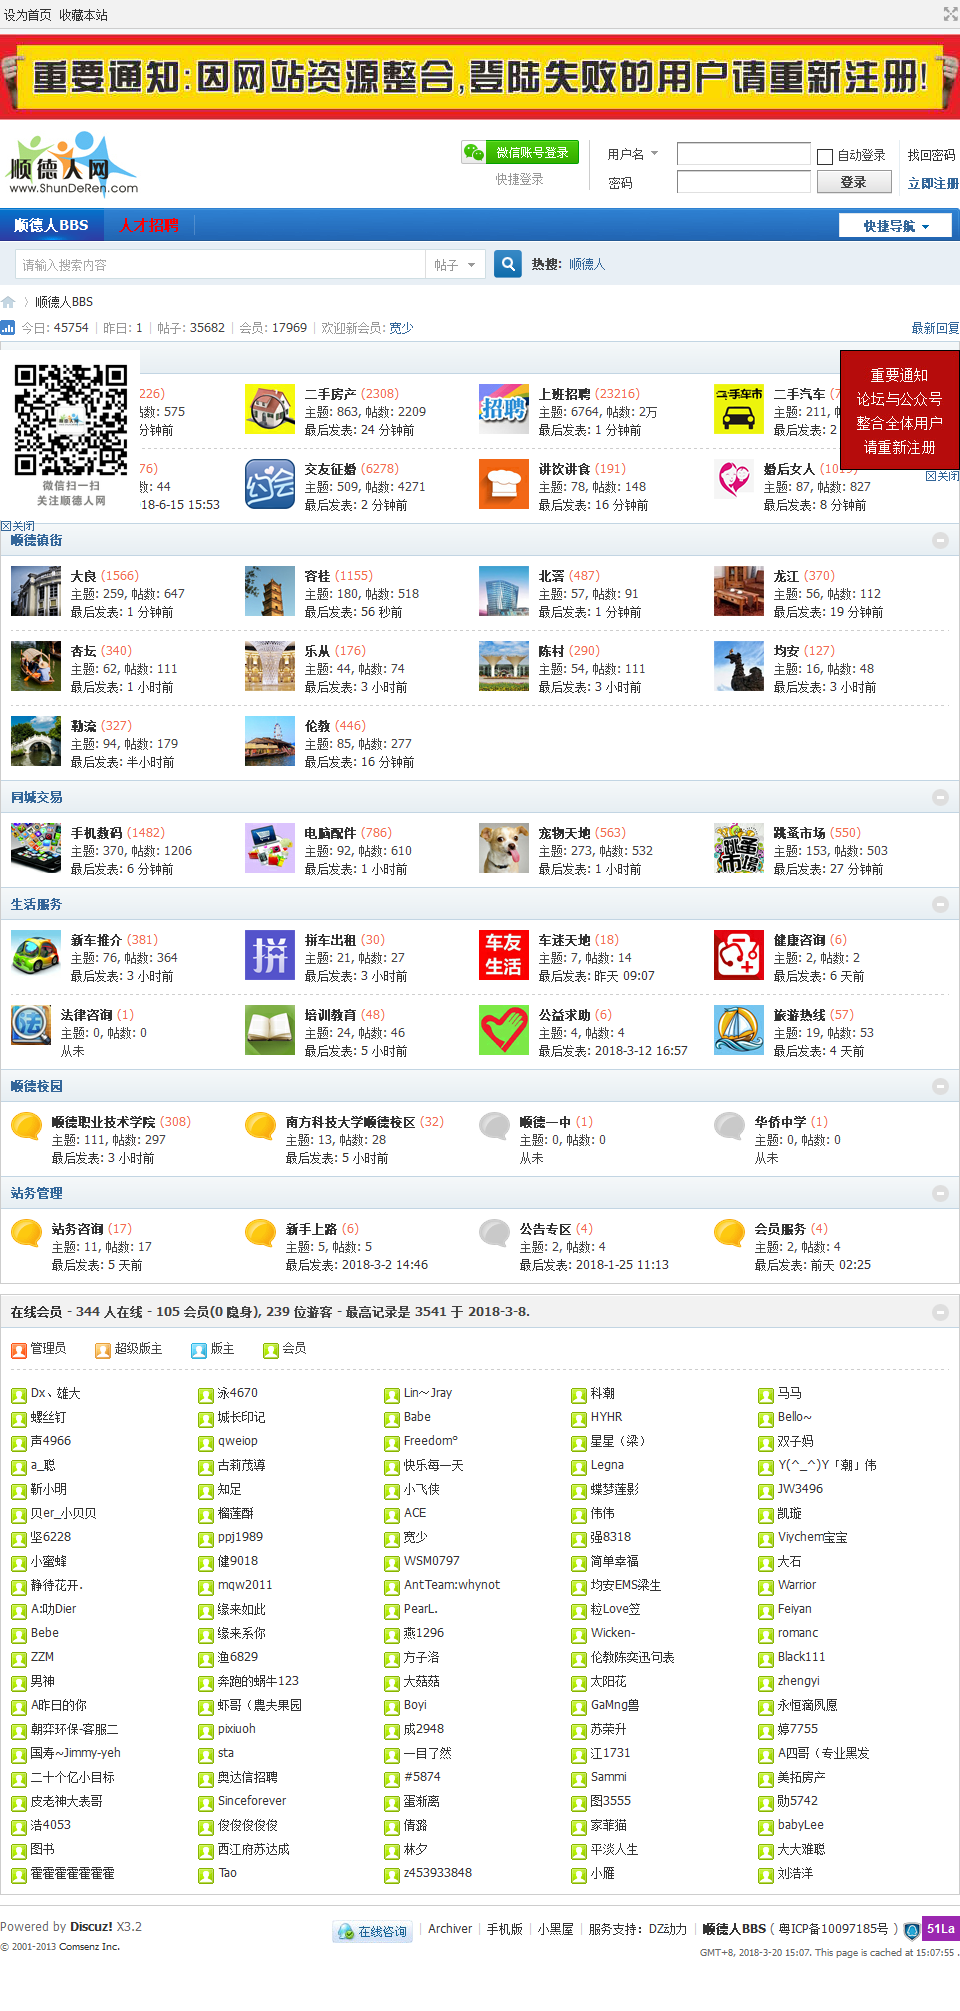 设为首页 收藏本站
重要通知:因网站资源整合,登陆失败的用户请重新注册!
顺德人网
www.ShunDeRen.com
微信账号登录
快捷登录
用户名
自动登录 找回密码
密码
登录 立即注册
顺德人BBS 人才招聘 快捷导航
请输入搜索内容 帖子 热搜: 顺德人
顺德人BBS
今日: 45754 | 昨日: 1 | 帖子: 35682 | 会员: 17969 | 欢迎新会员: 宽少 最新回复
微信扫一扫
关注顺德人网
关闭
重要通知
论坛与公众号
整合全体用户
请重新注册
关闭
226) 二手房产 (2308) 上班招聘 (23216) 二手汽车 (7
帖数: 575 主题: 863, 帖数: 2209 主题: 6764, 帖数: 2万 主题: 211, 帖
分钟前 最后发表: 24 分钟前 最后发表: 1 分钟前 最后发表: 2
76) 交友征婚 (6278) 讲饮讲食 (191) 婚后女人
数: 44 主题: 509, 帖数: 4271 主题: 78, 帖数: 148 主题: 87, 帖数: 827
18-6-15 15:53 最后发表: 2 分钟前 最后发表: 16 分钟前 最后发表: 8 分钟前
顺德镇街
大良 (1566) 容桂 (1155) 北滘 (487) 龙江 (370)
主题: 259, 帖数: 647 主题: 180, 帖数: 518 主题: 57, 帖数: 91 主题: 56, 帖数: 112
最后发表: 1 分钟前 最后发表: 56 秒前 最后发表: 1 分钟前 最后发表: 19 分钟前
杏坛 (340) 乐从 (176) 陈村 (290) 均安 (127)
主题: 62, 帖数: 111 主题: 44, 帖数: 74 主题: 54, 帖数: 111 主题: 16, 帖数: 48
最后发表: 1 小时前 最后发表: 3 小时前 最后发表: 3 小时前 最后发表: 3 小时前
勒流 (327) 伦教 (446)
主题: 94, 帖数: 179 主题: 85, 帖数: 277
最后发表: 半小时前 最后发表: 16 分钟前
同城交易
手机数码 (1482) 电脑配件 (786) 宠物天地 (563) 跳蚤市场 (550)
主题: 370, 帖数: 1206 主题: 92, 帖数: 610 主题: 273, 帖数: 532 主题: 153, 帖数: 503
最后发表: 6 分钟前 最后发表: 1 小时前 最后发表: 1 小时前 最后发表: 27 分钟前
生活服务
新车推介 (381) 拼车出租 (30) 车迷天地 (18) 健康咨询 (6)
主题: 76, 帖数: 364 主题: 21, 帖数: 27 主题: 7, 帖数: 14 主题: 2, 帖数: 2
最后发表: 3 小时前 最后发表: 3 小时前 最后发表: 昨天 09:07 最后发表: 6 天前
法律咨询 (1) 培训教育 (48) 公益求助 (6) 旅游热线 (57)
主题: 0, 帖数: 0 主题: 24, 帖数: 46 主题: 4, 帖数: 4 主题: 19, 帖数: 53
从未 最后发表: 5 小时前 最后发表: 2018-3-12 16:57 最后发表: 4 天前
顺德校园
顺德职业技术学院 (308) 南方科技大学顺德校区 (32) 顺德一中 (1) 华侨中学 (1)
主题: 111, 帖数: 297 主题: 13, 帖数: 28 主题: 0, 帖数: 0 主题: 0, 帖数: 0
最后发表: 3 小时前 最后发表: 5 小时前 从未 从未
站务管理
站务咨询 (17) 新手上路 (6) 公告专区 (4) 会员服务 (4)
主题: 11, 帖数: 17 主题: 5, 帖数: 5 主题: 2, 帖数: 4 主题: 2, 帖数: 4
最后发表: 5 天前 最后发表: 2018-3-2 14:46 最后发表: 2018-1-25 11:13 最后发表: 前天 02:25
在线会员 - 344 人在线 - 105 会员(0 隐身), 239 位游客 - 最高记录是 3541 于 2018-3-8.
管理员 超级版主 版主 会员
Dx、雄大 泳4670 Lin～Jray 科潮 马马
螺丝钉 城长印记 Babe HYHR Bello~
声4966 qweiop Freedom° 星星（梁） 双子妈
a_聪 古莉茂導 快乐每一天 Legna Y(^_^)Y「潮」伟
靳小明 知足 小飞侠 蝶梦莲影 JW3496
贝er_小贝贝 榴莲酥 ACE 伟伟 凯璇
坚6228 ppj1989 宽少 强8318 Viychem宝宝
小蜜蜂 健9018 WSM0797 简单幸福 大石
静待花开. mqw2011 AntTeam:whynot 均安EMS梁生 Warrior
A:叻Dier 缘来如此 PearL. 粒Love笠 Feiyan
Bebe 缘来系你 燕1296 Wicken- romanc
ZZM 渔6829 方子洛 伦教陈奕迅句表 Black111
男神 奔跑的蜗牛123 大菇菇 太阳花 zhengyi
A昨日的你 虾哥（農夫果园 Boyi GaMng兽 永恒滴夙愿
朝弈环保-客服二 pixiuoh 成2948 苏荣升 婷7755
国寿~Jimmy-yeh sta 一目了然 江1731 A四哥（专业黑发
二十个亿小目标 奥达信招聘 #5874 Sammi 美拓房产
皮老神大表哥 Sinceforever 蛋渐离 图3555 勋5742
洁4053 俊俊俊俊俊 倩潞 家菲猫 babyLee
图书 西江府苏达成 林夕 平淡人生 大大难聪
霍霍霍霍霍霍霍 Tao z453933848 小雁 刘浩洋
Powered by Discuz! X3.2 在线咨询 | Archiver | 手机版 | 小黑屋 | 服务支持：DZ动力 | 顺德人BBS ( 粤ICP备10097185号 ) 51La
© 2001-2013 Comsenz Inc. GMT+8, 2018-3-20 15:07. This page is cached at 15:07:55 .